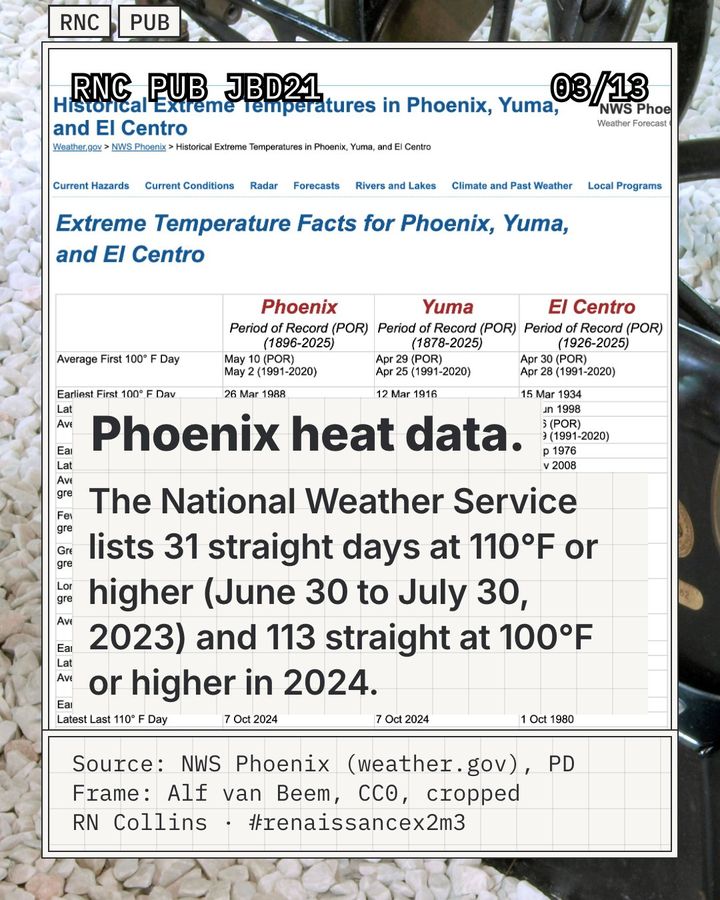 RNC PUB
RNC PUB JBD21 03/13
Historical Extreme Temperatures in Phoenix, Yuma,
and El Centro
NWS Phoe
Weather Forecast
Weather.gov > NWS Phoenix > Historical Extreme Temperatures in Phoenix, Yuma, and El Centro
Current Hazards Current Conditions Radar Forecasts Rivers and Lakes Climate and Past Weather Local Programs
Extreme Temperature Facts for Phoenix, Yuma,
and El Centro
Phoenix Yuma El Centro
Period of Record (POR) Period of Record (POR) Period of Record (POR)
(1896-2025) (1878-2025) (1926-2025)
Average First 100° F Day May 10 (POR) Apr 29 (POR) Apr 30 (POR)
May 2 (1991-2020) Apr 25 (1991-2020) Apr 28 (1991-2020)
Earliest First 100° F Day 26 Mar 1988 12 Mar 1916 15 Mar 1934
Phoenix heat data.
The National Weather Service
lists 31 straight days at 110°F or
higher (June 30 to July 30,
2023) and 113 straight at 100°F
or higher in 2024.
Latest Last 110° F Day 7 Oct 2024 7 Oct 2024 1 Oct 1980
Source: NWS Phoenix (weather.gov), PD
Frame: Alf van Beem, CC0, cropped
RN Collins · #renaissancex2m3